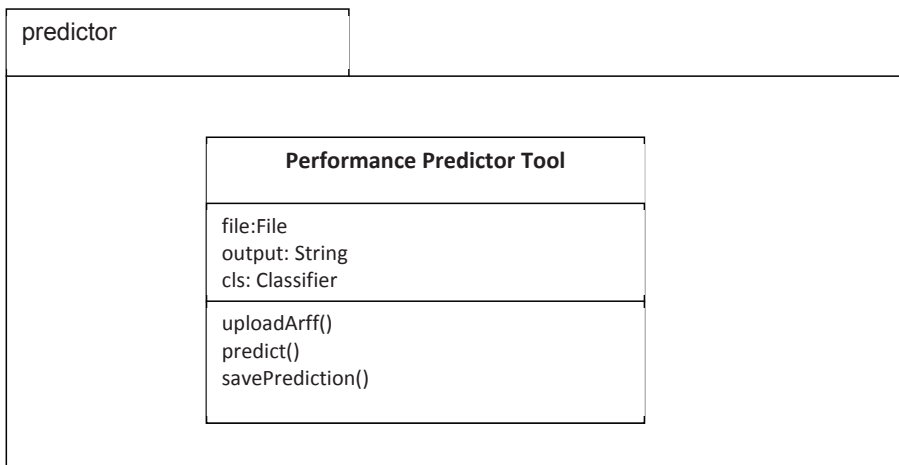 predictor
Performance Predictor Tool
file:File
output: String
cls: Classifier
uploadArff()
predict()
savePrediction()